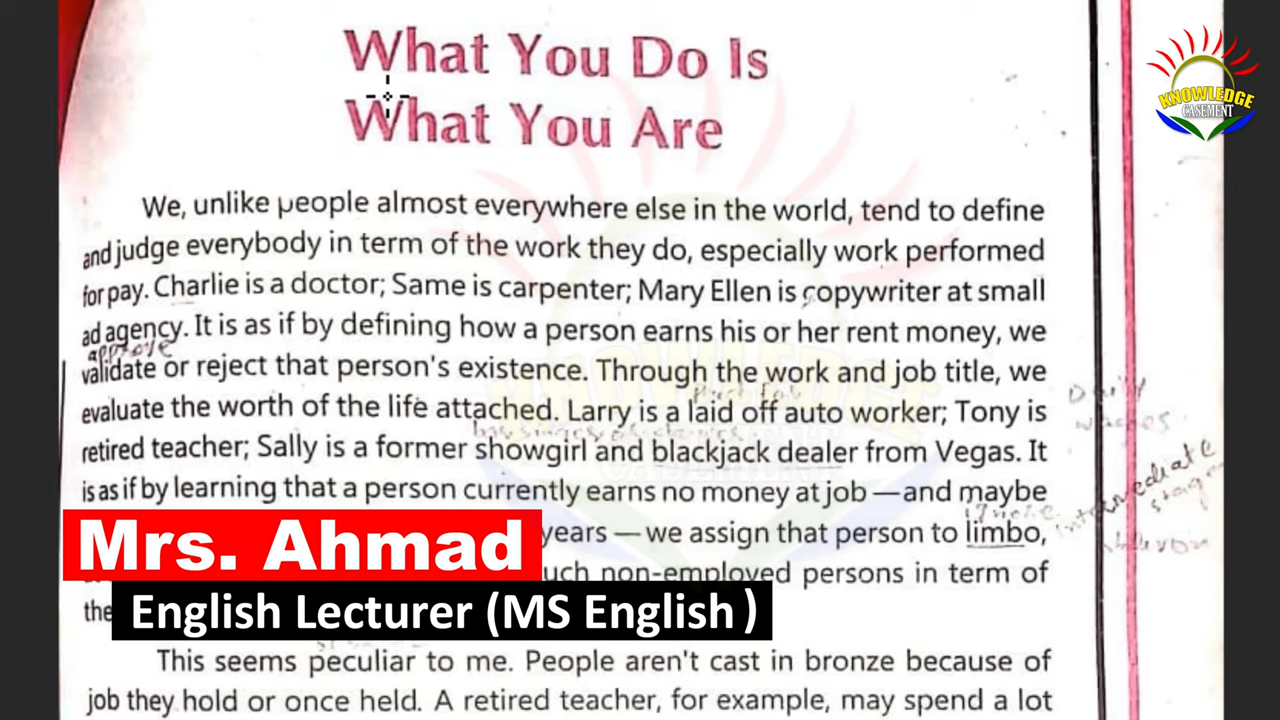 What You Do Is
What You Are
KNOWLEDGE
CASEMENT
We, unlike people almost everywhere else in the world, tend to define
and judge everybody in term of the work they do, especially work performed
for pay. Charlie is a doctor; Same is carpenter; Mary Ellen is copywriter at small
ad agency. It is as if by defining how a person earns his or her rent money, we
approve
validate or reject that person's existence. Through the work and job title, we
evaluate the worth of the life attached. Larry is a laid off auto worker; Tony is
Daily
wages
retired teacher; Sally is a former showgirl and blackjack dealer from Vegas. It
is as if by learning that a person currently earns no money at job —and maybe
ignore
intermediate
stage
years — we assign that person to limbo,
Mrs. Ahmad
uch non-employed persons in term of
the
English Lecturer (MS English)
This seems peculiar to me. People aren't cast in bronze because of
job they hold or once held. A retired teacher, for example, may spend a lot